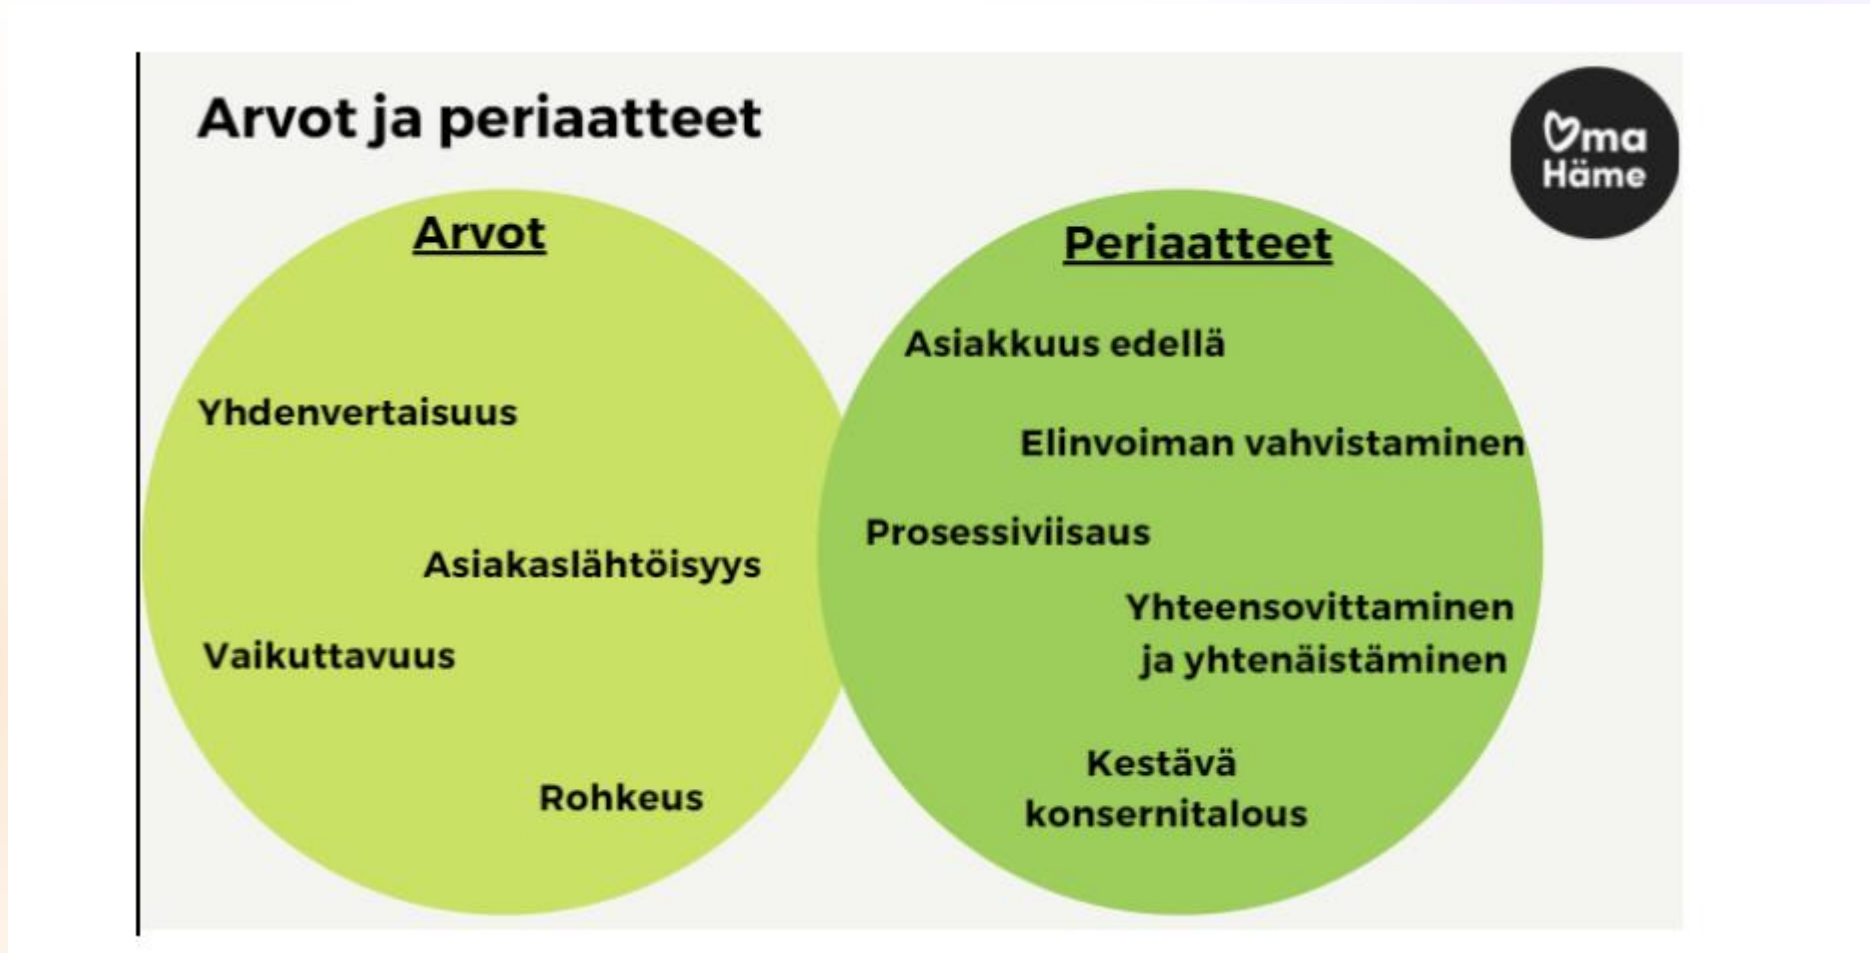 Arvot ja periaatteet
Oma
Häme
Arvot
Yhdenvertaisuus
Asiakaslähtöisyys
Vaikuttavuus
Rohkeus
Periaatteet
Asiakkuus edellä
Elinvoiman vahvistaminen
Prosessiviisaus
Yhteensovittaminen
ja yhtenäistäminen
Kestävä
konsernitalous